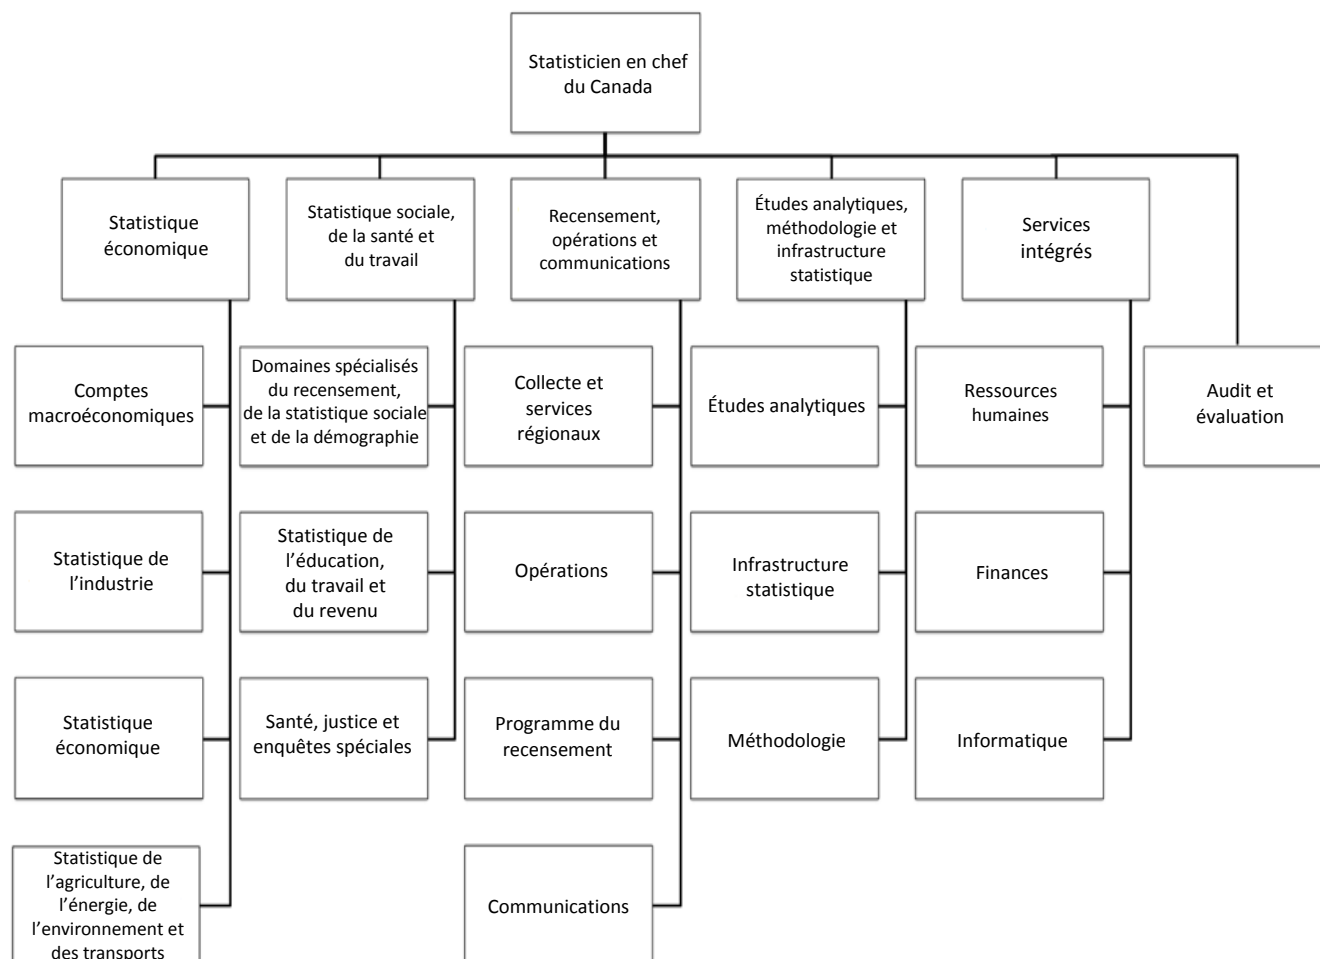 Statisticien en chef
du Canada
Statistique
économique
Statistique sociale,
de la santé et
du travail
Recensement,
opérations et
communications
Études analytiques,
méthodologie et
infrastructure
statistique
Services
intégrés
Comptes
macroéconomiques
Domaines spécialisés
du recensement,
de la statistique sociale
et de la démographie
Collecte et
services
régionaux
Études analytiques
Ressources
humaines
Audit et
évaluation
Statistique de
l’industrie
Statistique de
l’éducation,
du travail et
du revenu
Opérations
Infrastructure
statistique
Finances
Statistique
économique
Santé, justice et
enquêtes spéciales
Programme du
recensement
Méthodologie
Informatique
Statistique de
l’agriculture, de
l’énergie, de
l’environnement et
des transports
Communications